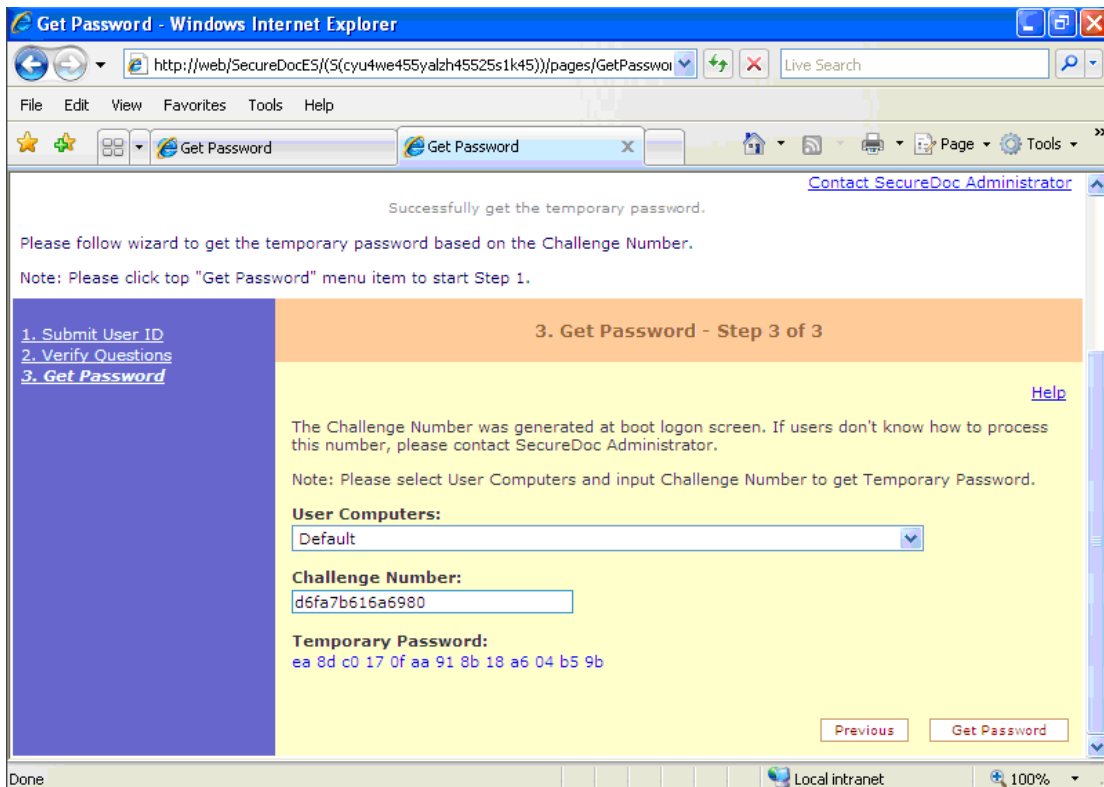 Get Password - Windows Internet Explorer
http://web/SecureDocES/(S(cyu4we455yalzh45525s1k45))/pages/GetPasswor
Live Search
File Edit View Favorites Tools Help
Get Password Get Password Page Tools
Contact SecureDoc Administrator
Successfully get the temporary password.
Please follow wizard to get the temporary password based on the Challenge Number.
Note: Please click top "Get Password" menu item to start Step 1.
1. Submit User ID
2. Verify Questions
3. Get Password
3. Get Password - Step 3 of 3
Help
The Challenge Number was generated at boot logon screen. If users don't know how to process
this number, please contact SecureDoc Administrator.
Note: Please select User Computers and input Challenge Number to get Temporary Password.
User Computers:
Default
Challenge Number:
d6fa7b616a6980
Temporary Password:
ea 8d c0 17 0f aa 91 8b 18 a6 04 b5 9b
Previous Get Password
Done Local intranet 100%